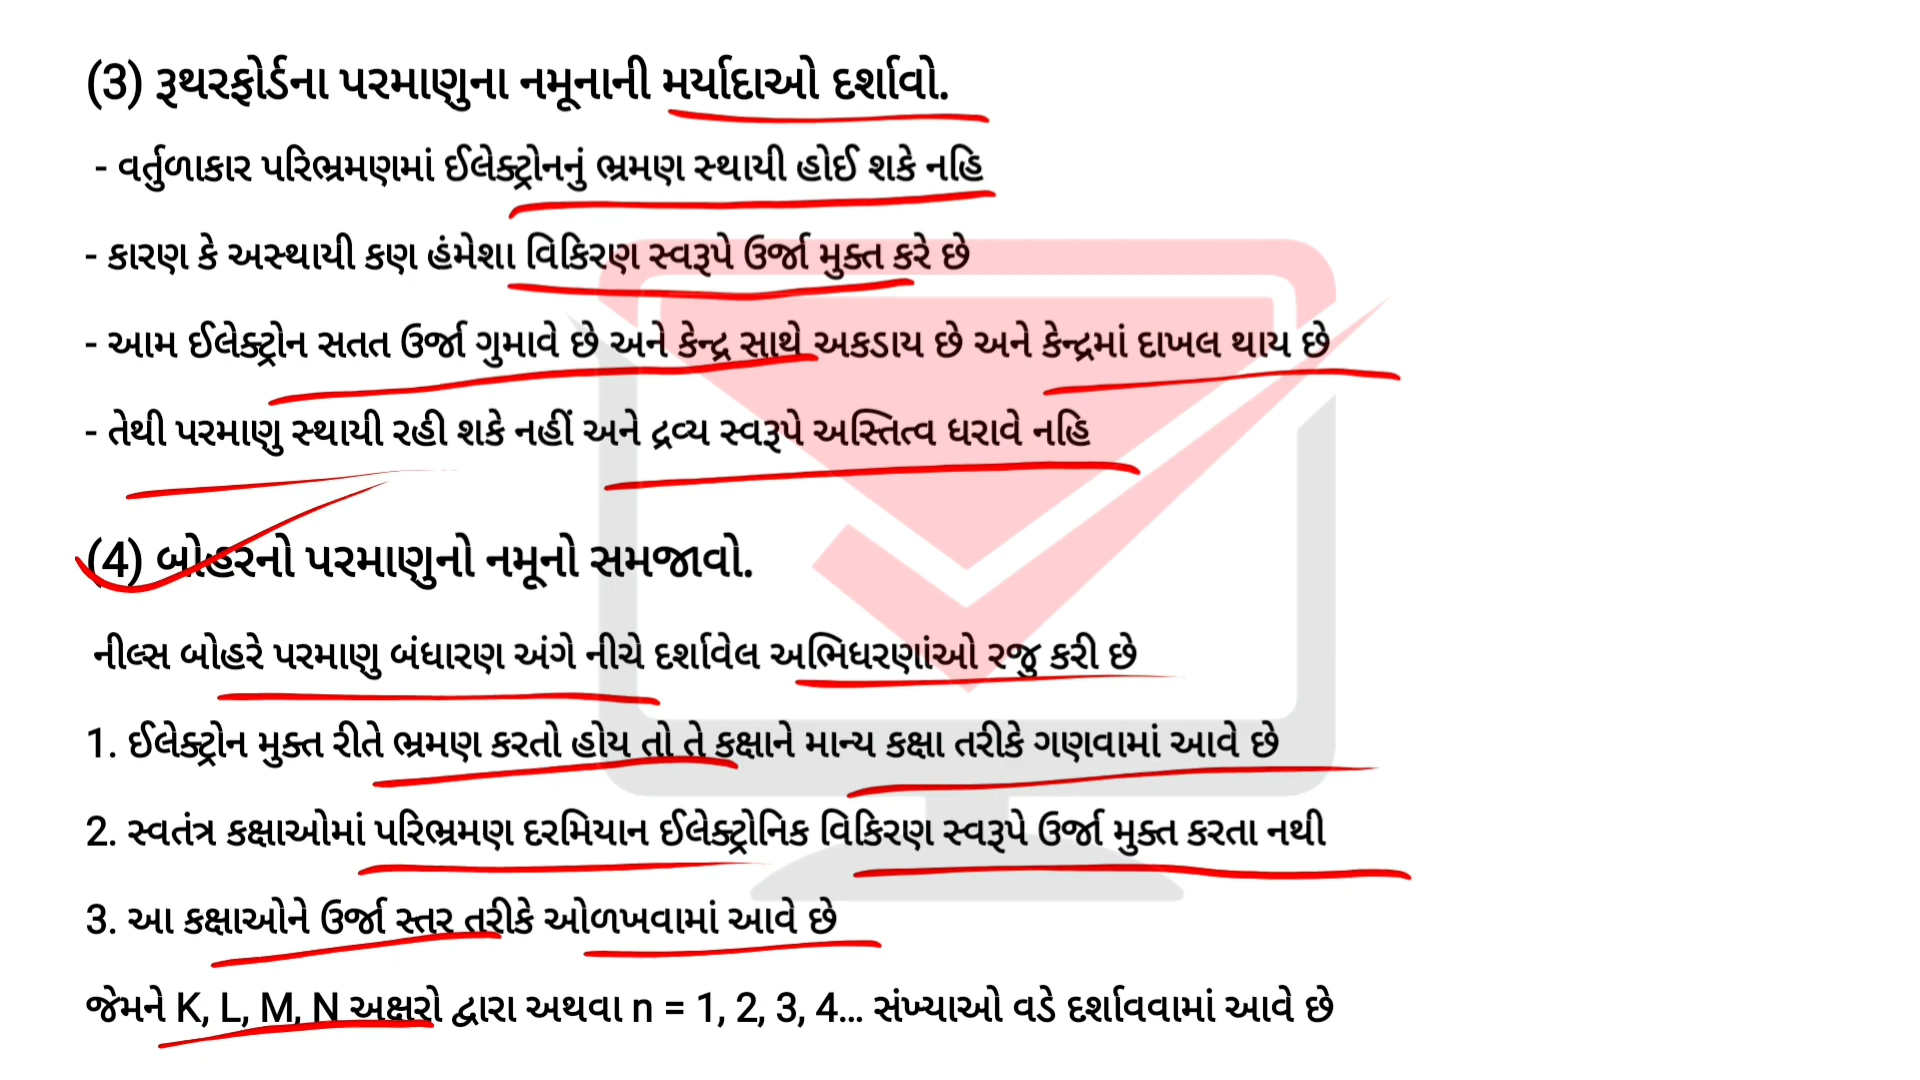 (3) રૂથરફોર્ડના પરમાણુના નમૂનાની મર્યાદાઓ દર્શાવો.
- વર્તુળાકાર પરિભ્રમણમાં ઈલેક્ટ્રોનનું ભ્રમણ સ્થાયી હોઈ શકે નહિ
- કારણ કે અસ્થાયી કણ હંમેશા વિકિરણ સ્વરૂપે ઉર્જા મુક્ત કરે છે
- આમ ઈલેક્ટ્રોન સતત ઉર્જા ગુમાવે છે અને કેન્દ્ર સાથે અકડાય છે અને કેન્દ્રમાં દાખલ થાય છે
- તેથી પરમાણુ સ્થાયી રહી શકે નહીં અને દ્રવ્ય સ્વરૂપે અસ્તિત્વ ધરાવે નહિ
(4) બોહરનો પરમાણુનો નમૂનો સમજાવો.
નીલ્સ બોહરે પરમાણુ બંધારણ અંગે નીચે દર્શાવેલ અભિધરણાંઓ રજુ કરી છે
1. ઈલેક્ટ્રોન મુક્ત રીતે ભ્રમણ કરતો હોય તો તે કક્ષાને માન્ય કક્ષા તરીકે ગણવામાં આવે છે
2. સ્વતંત્ર કક્ષાઓમાં પરિભ્રમણ દરમિયાન ઈલેક્ટ્રોનિક વિકિરણ સ્વરૂપે ઉર્જા મુક્ત કરતા નથી
3. આ કક્ષાઓને ઉર્જા સ્તર તરીકે ઓળખવામાં આવે છે
જેમને K, L, M, N અક્ષરો દ્વારા અથવા n = 1, 2, 3, 4... સંખ્યાઓ વડે દર્શાવવામાં આવે છે